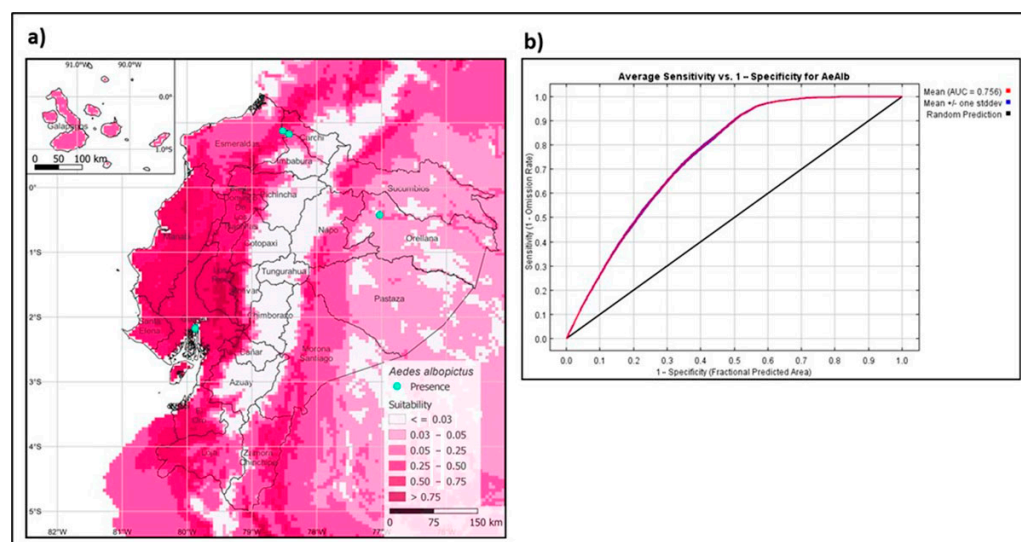 a)
91.0°W 90.0°W
0.0°
Galapagos
1.0°S
0 50 100 km
Esmeraldas
Carchi
Imbabura
0°
Sucumbios
Pichincha
Napo
Orellana
Cotopaxi
1°S
Tungurahua
Pastaza
2°S
Chimborazo
Morona
Santiago
Cañar
3°S
Azuay
4°S
Loja
Zamora
Chinchipe
5°S
82°W 81°W 80°W 79°W 78°W 77°W
Aedes albopictus
Presence
Suitability
< = 0.03
0.03 - 0.05
0.05 - 0.25
0.25 - 0.50
0.50 - 0.75
> 0.75
0 75 150 km
b)
Average Sensitivity vs. 1 - Specificity for AeAlb
Mean (AUC = 0.756)
Mean +/- one stddev
Random Prediction
Sensitivity (1 - Omission Rate)
1.0
0.9
0.8
0.7
0.6
0.5
0.4
0.3
0.2
0.1
0.0
0.0 0.1 0.2 0.3 0.4 0.5 0.6 0.7 0.8 0.9 1.0
1 - Specificity (Fractional Predicted Area)